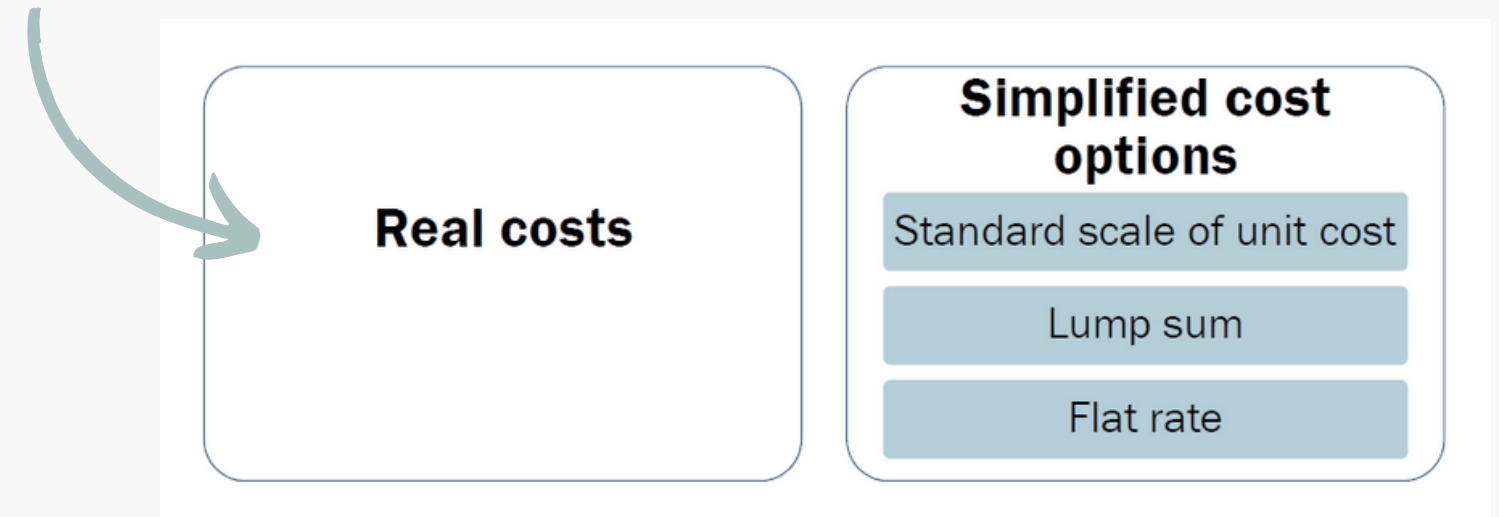 Real costs
Simplified cost
options
Standard scale of unit cost
Lump sum
Flat rate